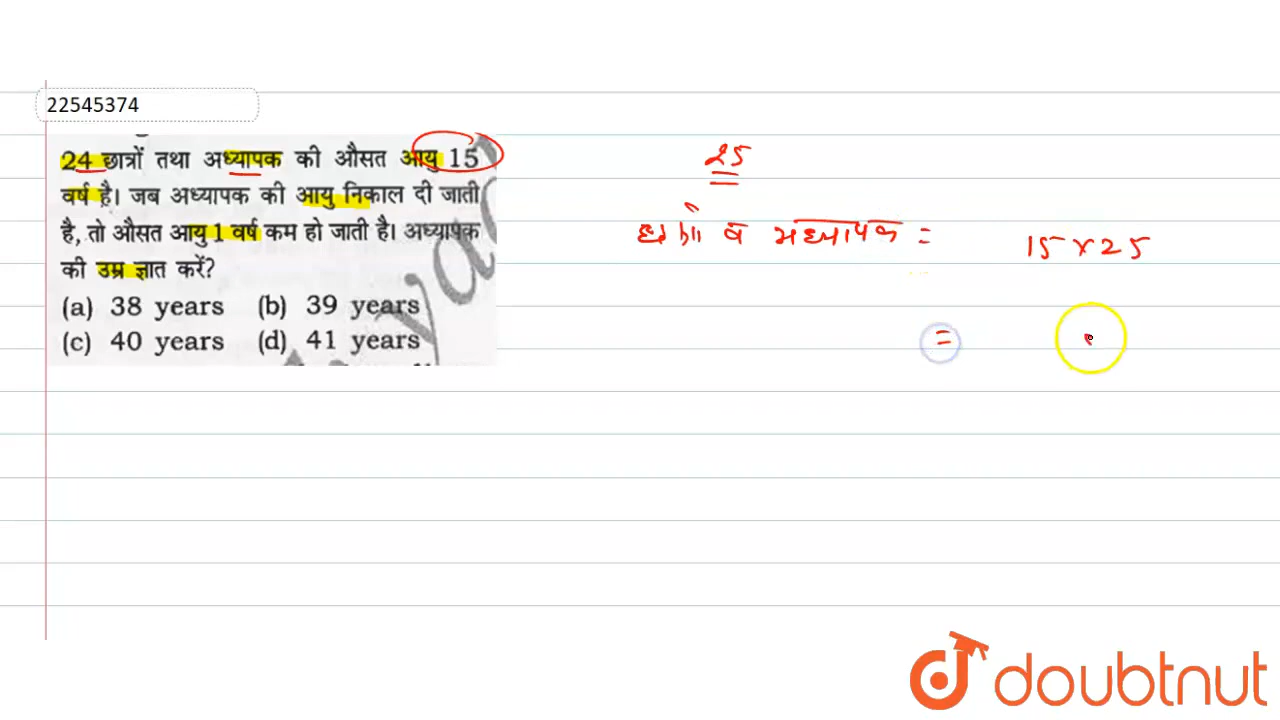 22545374
24 छात्रों तथा अध्यापक की औसत आयु 15
वर्ष है। जब अध्यापक की आयु निकाल दी जाती
है, तो औसत आयु 1 वर्ष कम हो जाती है। अध्यापक
की उम्र ज्ञात करें?
(a) 38 years (b) 39 years
(c) 40 years (d) 41 years
25
छात्रों व अध्यापक = 15 × 25
=
doubtnut